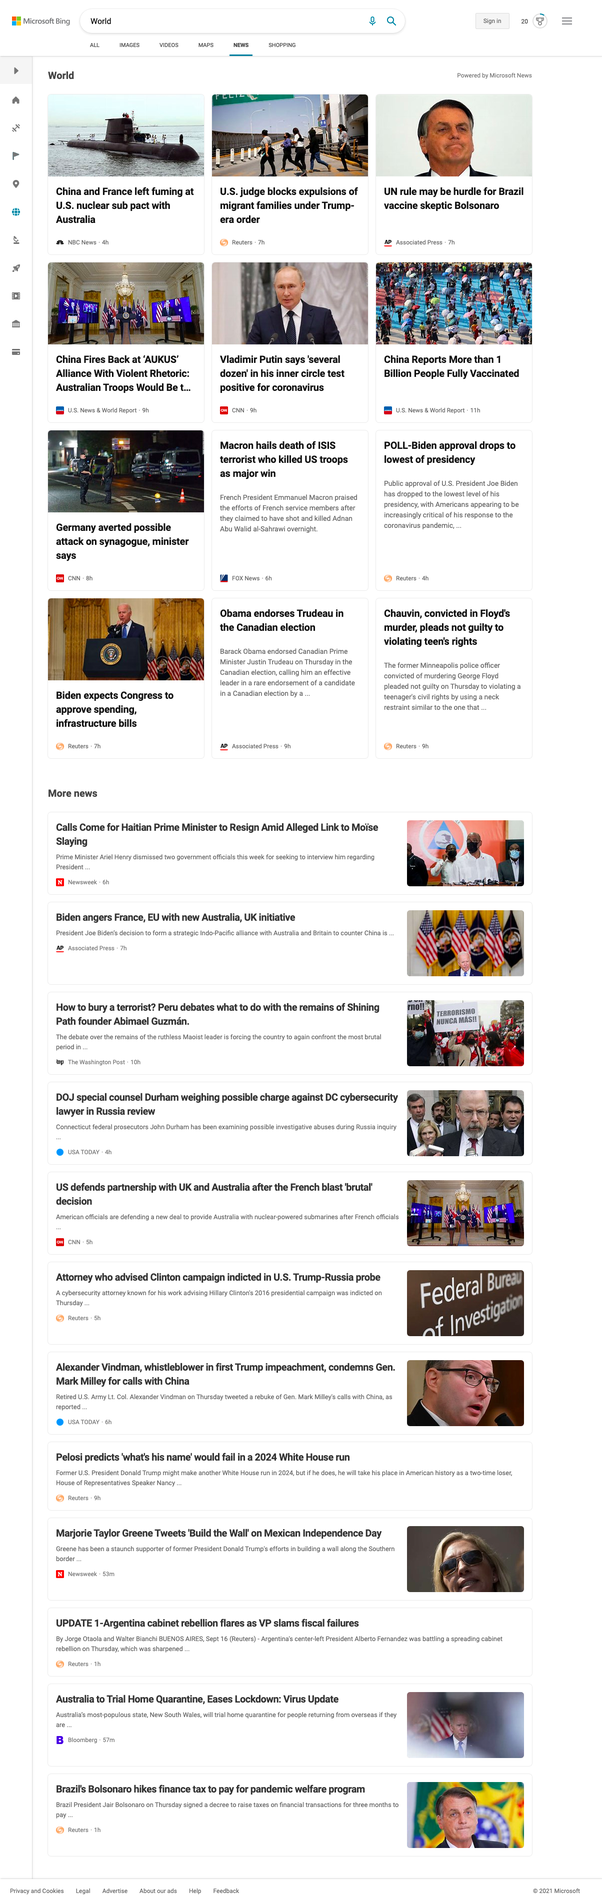 Microsoft Bing
World
Sign in
20
ALL
IMAGES
VIDEOS
MAPS
NEWS
SHOPPING
World
Powered by Microsoft News
China and France left fuming at
U.S. nuclear sub pact with
Australia
NBC News · 4h
U.S. judge blocks expulsions of
migrant families under Trump-
era order
Reuters · 7h
UN rule may be hurdle for Brazil
vaccine skeptic Bolsonaro
AP Associated Press · 7h
China Fires Back at ‘AUKUS’
Alliance With Violent Rhetoric:
Australian Troops Would Be t...
U.S. News & World Report · 9h
Vladimir Putin says 'several
dozen' in his inner circle test
positive for coronavirus
CNN · 9h
China Reports More than 1
Billion People Fully Vaccinated
U.S. News & World Report · 11h
Germany averted possible
attack on synagogue, minister
says
CNN · 8h
Macron hails death of ISIS
terrorist who killed US troops
as major win
French President Emmanuel Macron praised
the efforts of French service members after
they claimed to have shot and killed Adnan
Abu Walid al-Sahrawi overnight.
FOX News · 6h
POLL-Biden approval drops to
lowest of presidency
Public approval of U.S. President Joe Biden
has dropped to the lowest level of his
presidency, with Americans appearing to be
increasingly critical of his response to the
coronavirus pandemic, ...
Reuters · 4h
Biden expects Congress to
approve spending,
infrastructure bills
Reuters · 7h
Obama endorses Trudeau in
the Canadian election
Barack Obama endorsed Canadian Prime
Minister Justin Trudeau on Thursday in the
Canadian election, calling him an effective
leader in a rare endorsement of a candidate
in a Canadian election by a ...
AP Associated Press · 9h
Chauvin, convicted in Floyd's
murder, pleads not guilty to
violating teen's rights
The former Minneapolis police officer
convicted of murdering George Floyd
pleaded not guilty on Thursday to violating a
teenager's civil rights by using a neck
restraint similar to the one that ...
Reuters · 9h
More news
Calls Come for Haitian Prime Minister to Resign Amid Alleged Link to Moïse
Slaying
Prime Minister Ariel Henry dismissed two government officials this week for seeking to interview him regarding
President ...
N Newsweek · 6h
Biden angers France, EU with new Australia, UK initiative
President Joe Biden's decision to form a strategic Indo-Pacific alliance with Australia and Britain to counter China is ...
AP Associated Press · 7h
How to bury a terrorist? Peru debates what to do with the remains of Shining
Path founder Abimael Guzmán.
The debate over the remains of the ruthless Maoist leader is forcing the country to again confront the most brutal
period in ...
wp The Washington Post · 10h
TERRORISMO
NUNCA MÁS!!
DOJ special counsel Durham weighing possible charge against DC cybersecurity
lawyer in Russia review
Connecticut federal prosecutors John Durham has been examining possible investigative abuses during Russia inquiry
...
USA TODAY · 4h
US defends partnership with UK and Australia after the French blast 'brutal'
decision
American officials are defending a new deal to provide Australia with nuclear-powered submarines after French officials
...
CNN · 5h
Attorney who advised Clinton campaign indicted in U.S. Trump-Russia probe
A cybersecurity attorney known for his work advising Hillary Clinton's 2016 presidential campaign was indicted on
Thursday ...
Reuters · 5h
Federal Bureau
of Investigation
Alexander Vindman, whistleblower in first Trump impeachment, condemns Gen.
Mark Milley for calls with China
Retired U.S. Army Lt. Col. Alexander Vindman on Thursday tweeted a rebuke of Gen. Mark Milley's calls with China, as
reported ...
USA TODAY · 6h
Pelosi predicts 'what's his name' would fail in a 2024 White House run
Former U.S. President Donald Trump might make another White House run in 2024, but if he does, he will take his place in American history as a two-time loser,
House of Representatives Speaker Nancy ...
Reuters · 9h
Marjorie Taylor Greene Tweets 'Build the Wall' on Mexican Independence Day
Greene has been a staunch supporter of former President Donald Trump's efforts in building a wall along the Southern
border ...
N Newsweek · 53m
UPDATE 1-Argentina cabinet rebellion flares as VP slams fiscal failures
By Jorge Otaola and Walter Bianchi BUENOS AIRES, Sept 16 (Reuters) - Argentina's center-left President Alberto Fernandez was battling a spreading cabinet
rebellion on Thursday, which was sharpened ...
Reuters · 1h
Australia to Trial Home Quarantine, Eases Lockdown: Virus Update
Australia's most-populous state, New South Wales, will trial home quarantine for people returning from overseas if they
are ...
B Bloomberg · 57m
Brazil's Bolsonaro hikes finance tax to pay for pandemic welfare program
Brazil President Jair Bolsonaro on Thursday signed a decree to raise taxes on financial transactions for three months to
pay ...
Reuters · 1h
Privacy and Cookies
Legal
Advertise
About our ads
Help
Feedback
© 2021 Microsoft